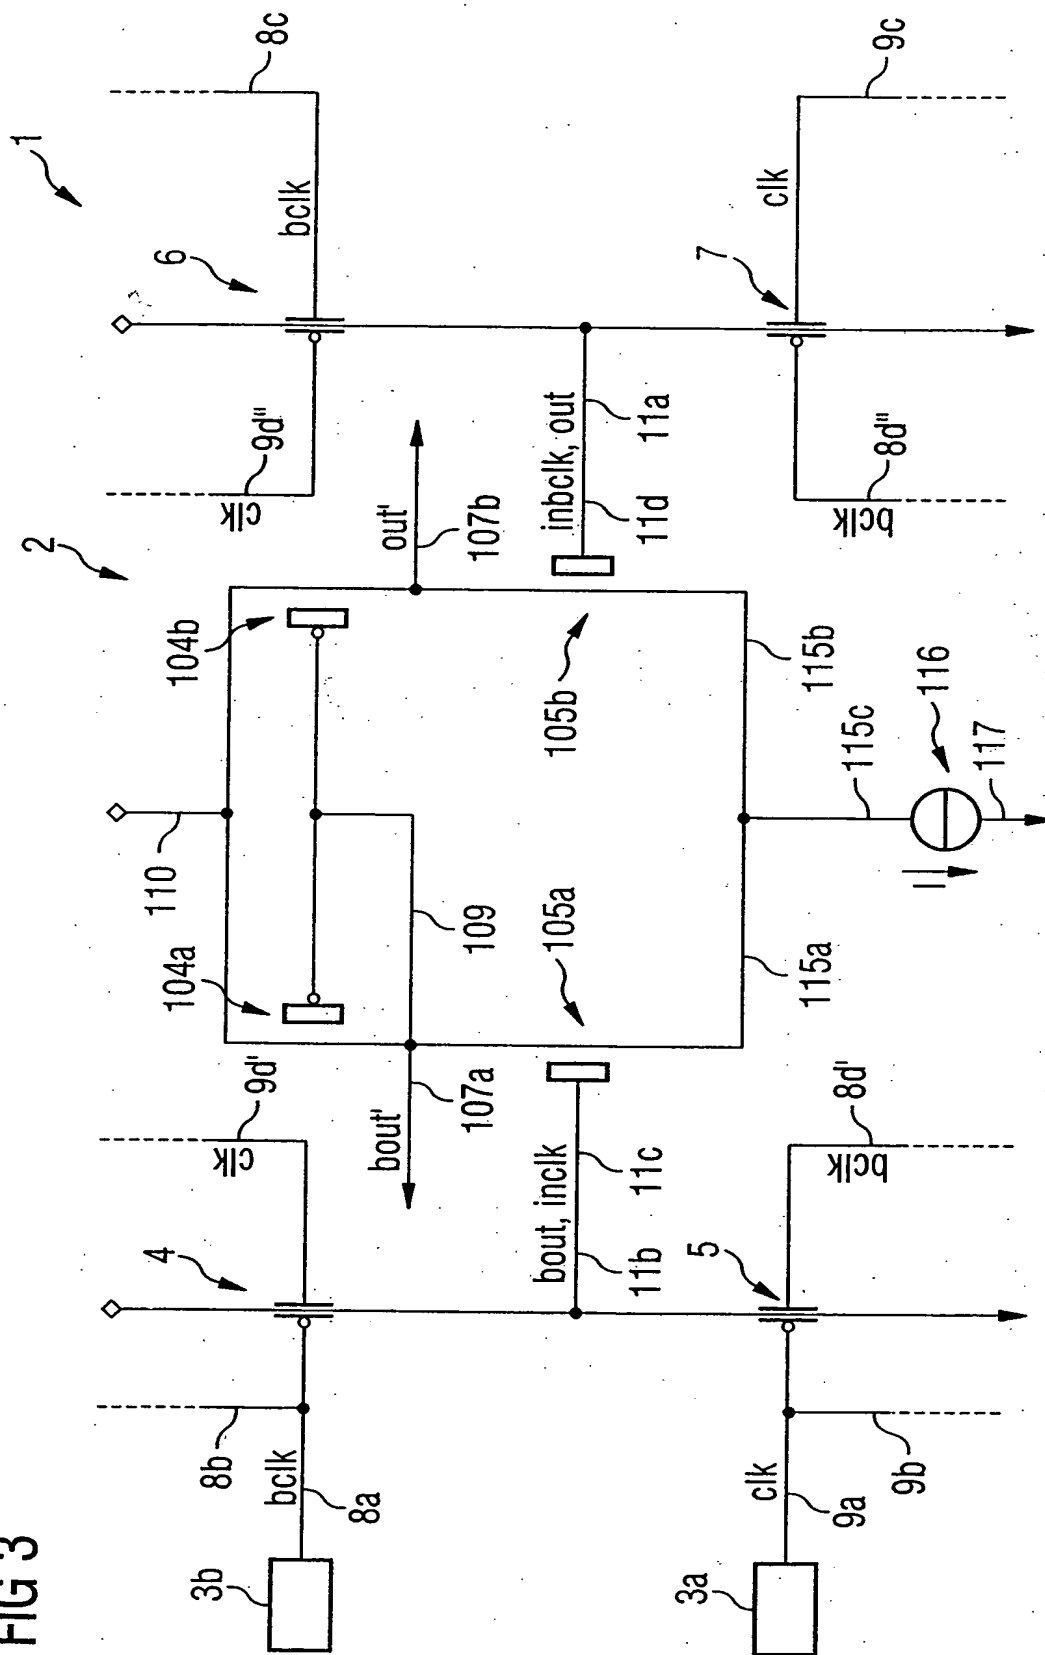 FIG 3
1
2
8b
bclk
8a
3b
4
clk
9d'
bout'
107a
104a
110
109
104b
clk
9d"
out'
107b
6
bclk
8c
bout, inclk
11b
11c
105a
105b
inbclk, out
11d
11a
3a
clk
9a
9b
5
bclk
8d'
115a
115b
115c
I
116
117
bclk
8d"
7
clk
9c